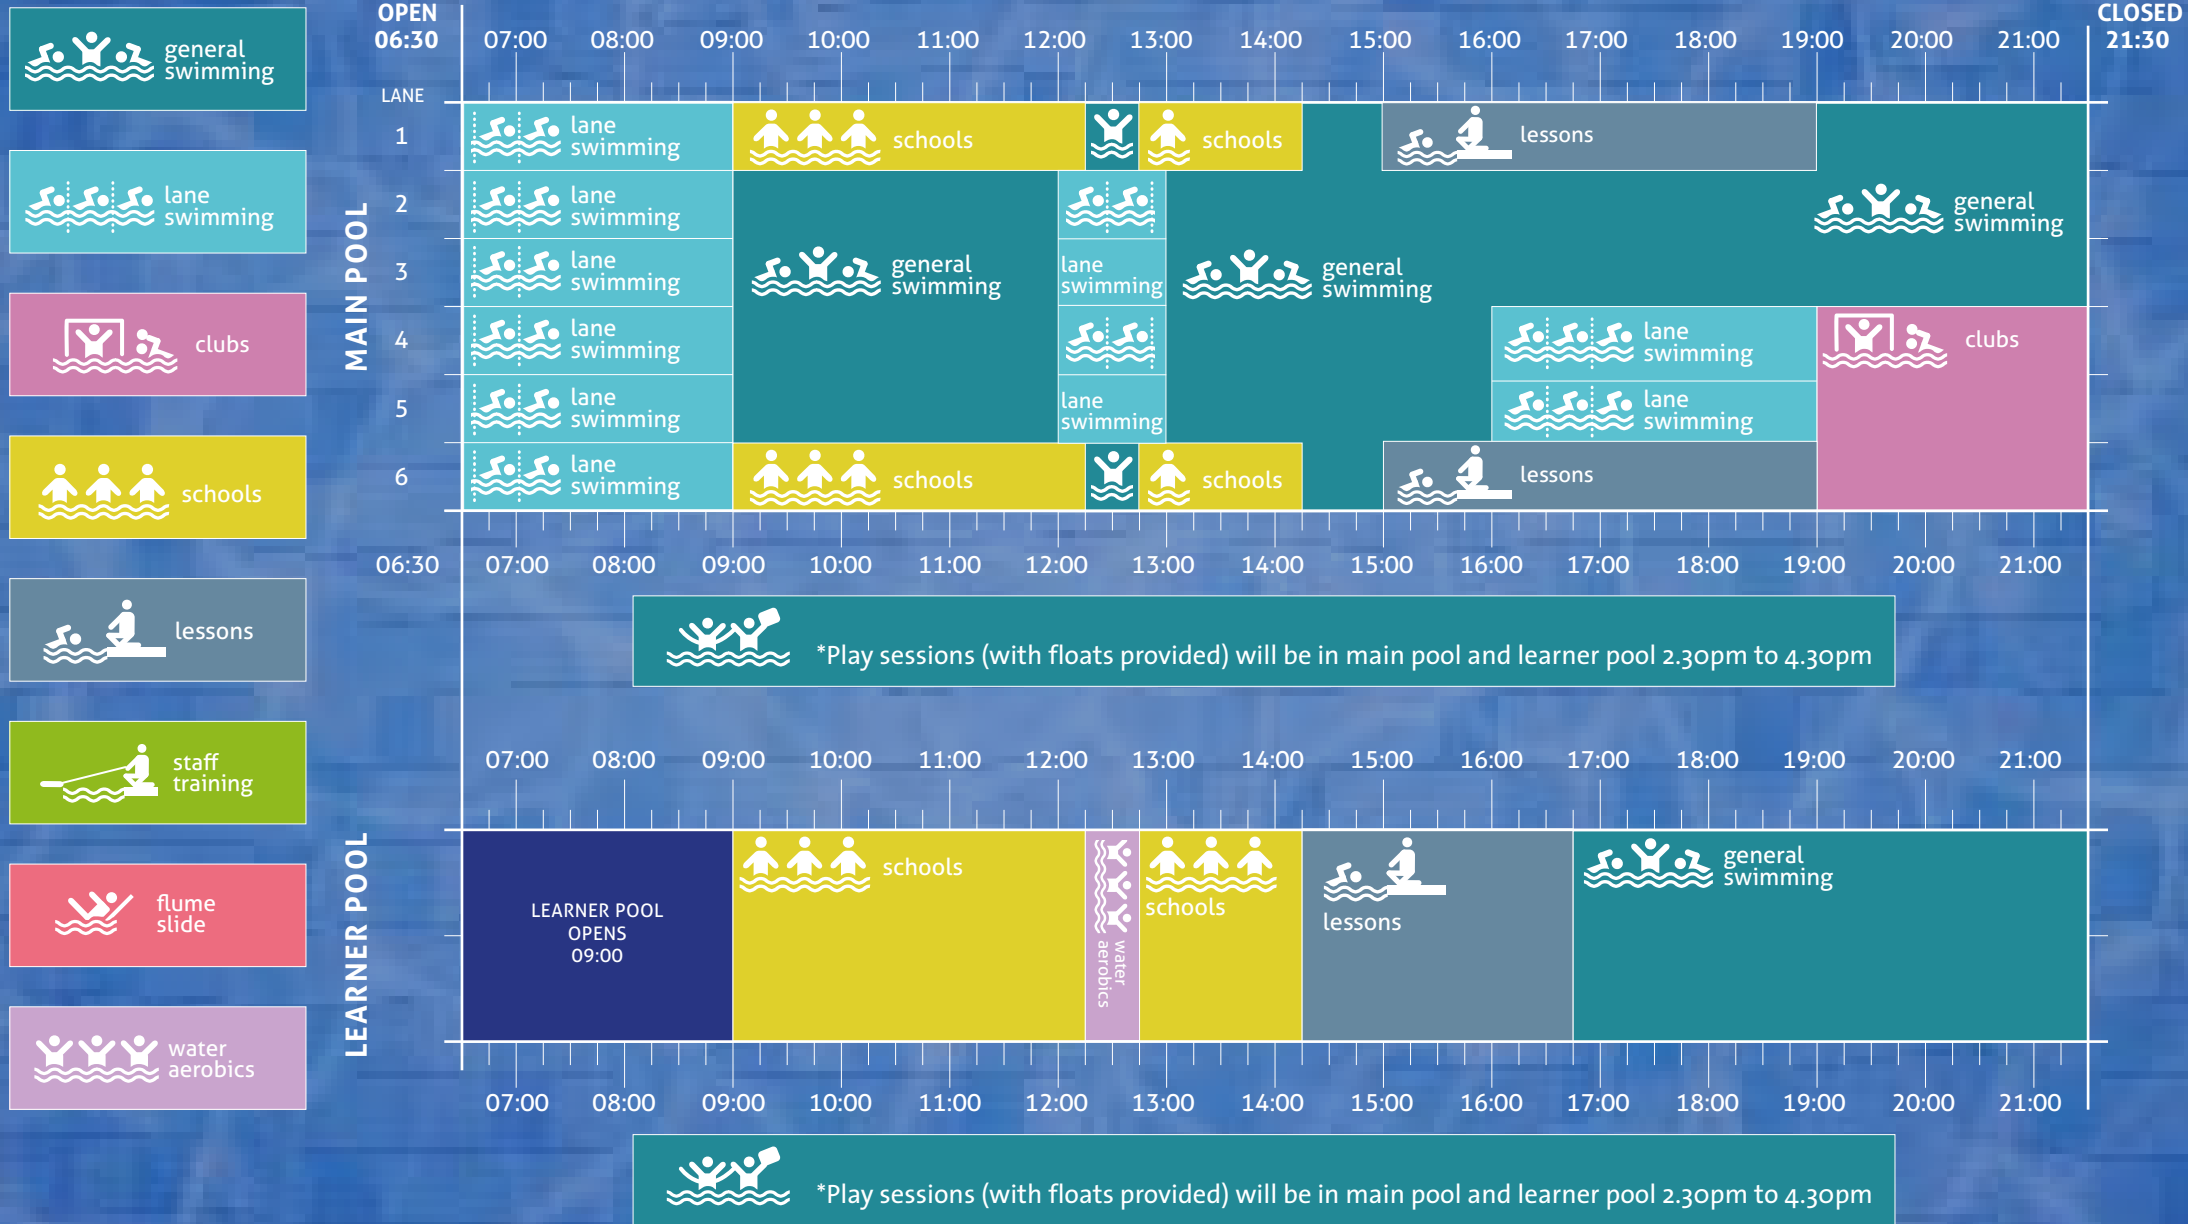 general
swimming
lane
swimming
clubs
schools
lessons
staff
training
flume
slide
water
aerobics
OPEN
06:30
07:00 08:00 09:00 10:00 11:00 12:00 13:00 14:00 15:00 16:00 17:00 18:00 19:00 20:00 21:00
CLOSED
21:30
MAIN POOL
LANE
1
lane
swimming
schools
schools
lessons
2
lane
swimming
general
swimming
3
lane
swimming
general
swimming
lane
swimming
general
swimming
4
lane
swimming
lane
swimming
clubs
5
lane
swimming
lane
swimming
lane
swimming
6
lane
swimming
schools
schools
lessons
06:30 07:00 08:00 09:00 10:00 11:00 12:00 13:00 14:00 15:00 16:00 17:00 18:00 19:00 20:00 21:00
*Play sessions (with floats provided) will be in main pool and learner pool 2.30pm to 4.30pm
07:00 08:00 09:00 10:00 11:00 12:00 13:00 14:00 15:00 16:00 17:00 18:00 19:00 20:00 21:00
LEARNER POOL
LEARNER POOL
OPENS
09:00
schools
water
aerobics
schools
lessons
general
swimming
07:00 08:00 09:00 10:00 11:00 12:00 13:00 14:00 15:00 16:00 17:00 18:00 19:00 20:00 21:00
*Play sessions (with floats provided) will be in main pool and learner pool 2.30pm to 4.30pm